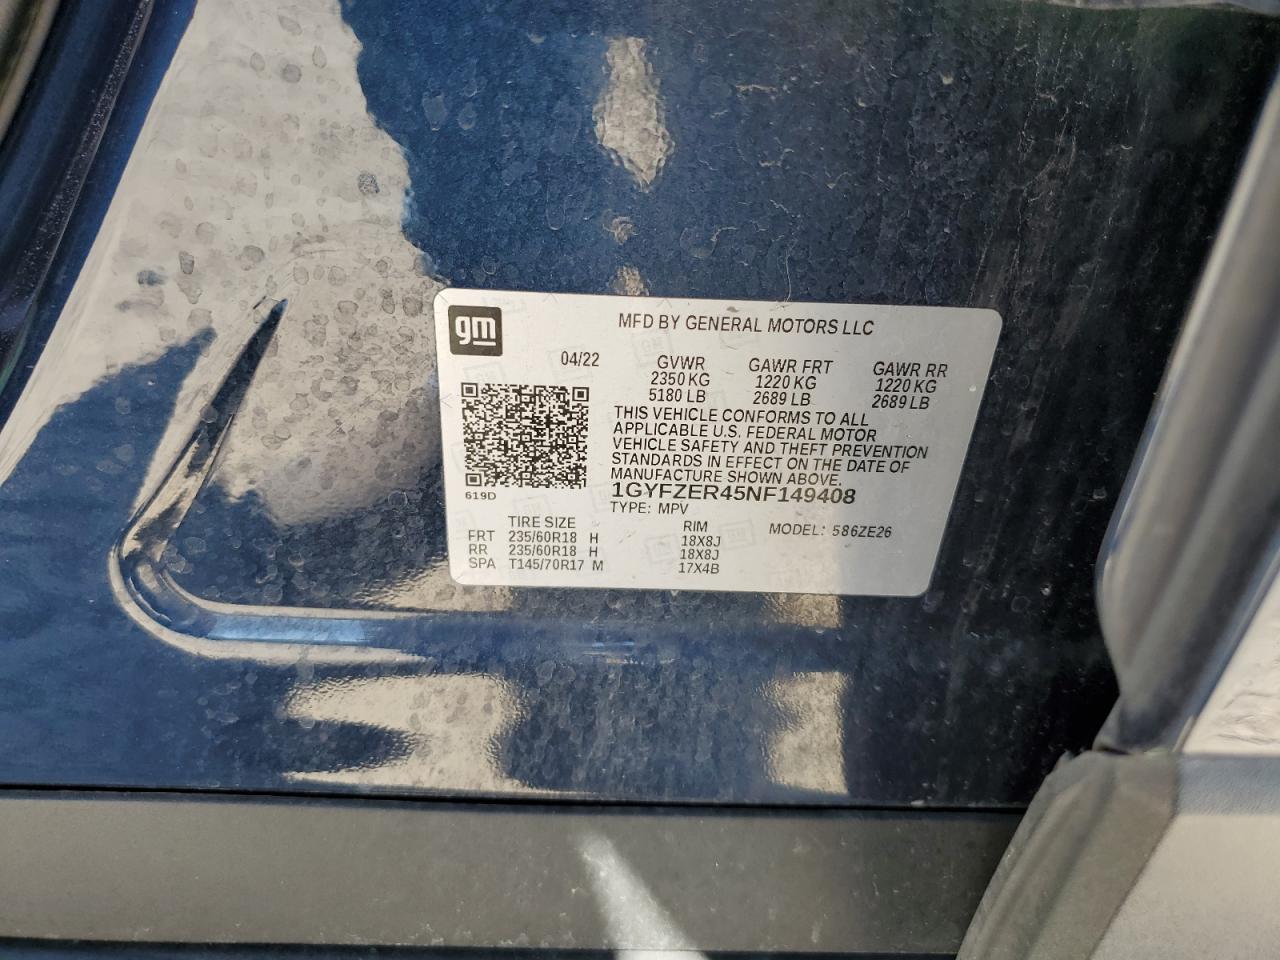 gm
MFD BY GENERAL MOTORS LLC
04/22 GVWR GAWR FRT GAWR RR
2350 KG 1220 KG 1220 KG
5180 LB 2689 LB 2689 LB
THIS VEHICLE CONFORMS TO ALL
APPLICABLE U.S. FEDERAL MOTOR
VEHICLE SAFETY AND THEFT PREVENTION
STANDARDS IN EFFECT ON THE DATE OF
MANUFACTURE SHOWN ABOVE.
619D 1GYFZER45NF149408
TYPE: MPV
TIRE SIZE RIM MODEL: 586ZE26
FRT 235/60R18 H 18X8J
RR 235/60R18 H 18X8J
SPA T145/70R17 M 17X4B